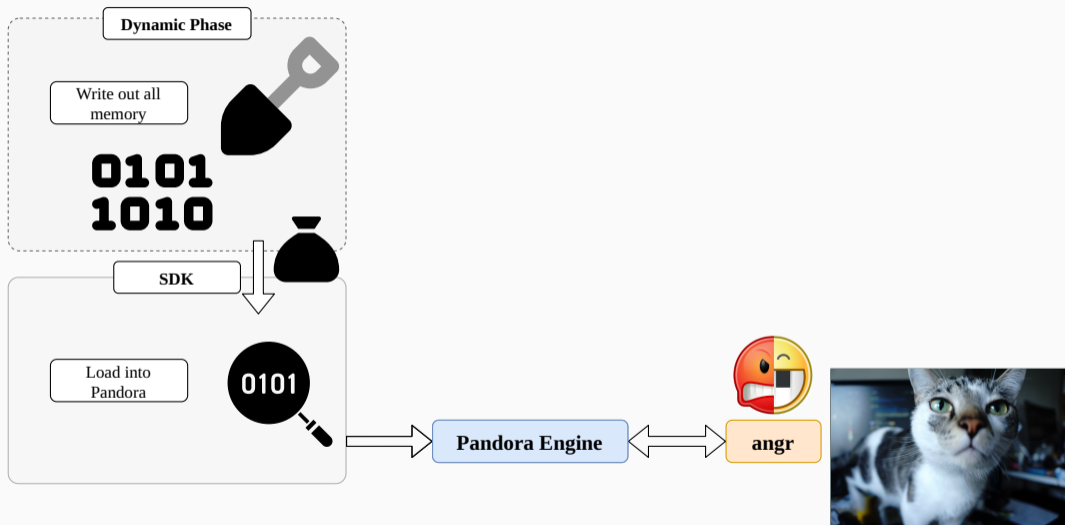 Dynamic Phase
Write out all
memory
0101
1010
SDK
Load into
Pandora
0101
Pandora Engine
angr